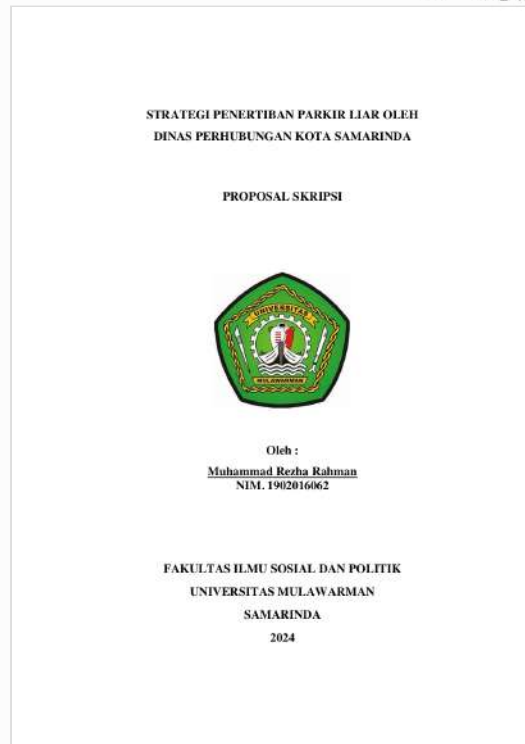 STRATEGI PENERTIBAN PARKIR LIAR OLEH
DINAS PERHUBUNGAN KOTA SAMARINDA
PROPOSAL SKRIPSI
UNIVERSITAS
MULAWARMAN
Oleh :
Muhammad Rezha Rahman
NIM. 1902016062
FAKULTAS ILMU SOSIAL DAN POLITIK
UNIVERSITAS MULAWARMAN
SAMARINDA
2024